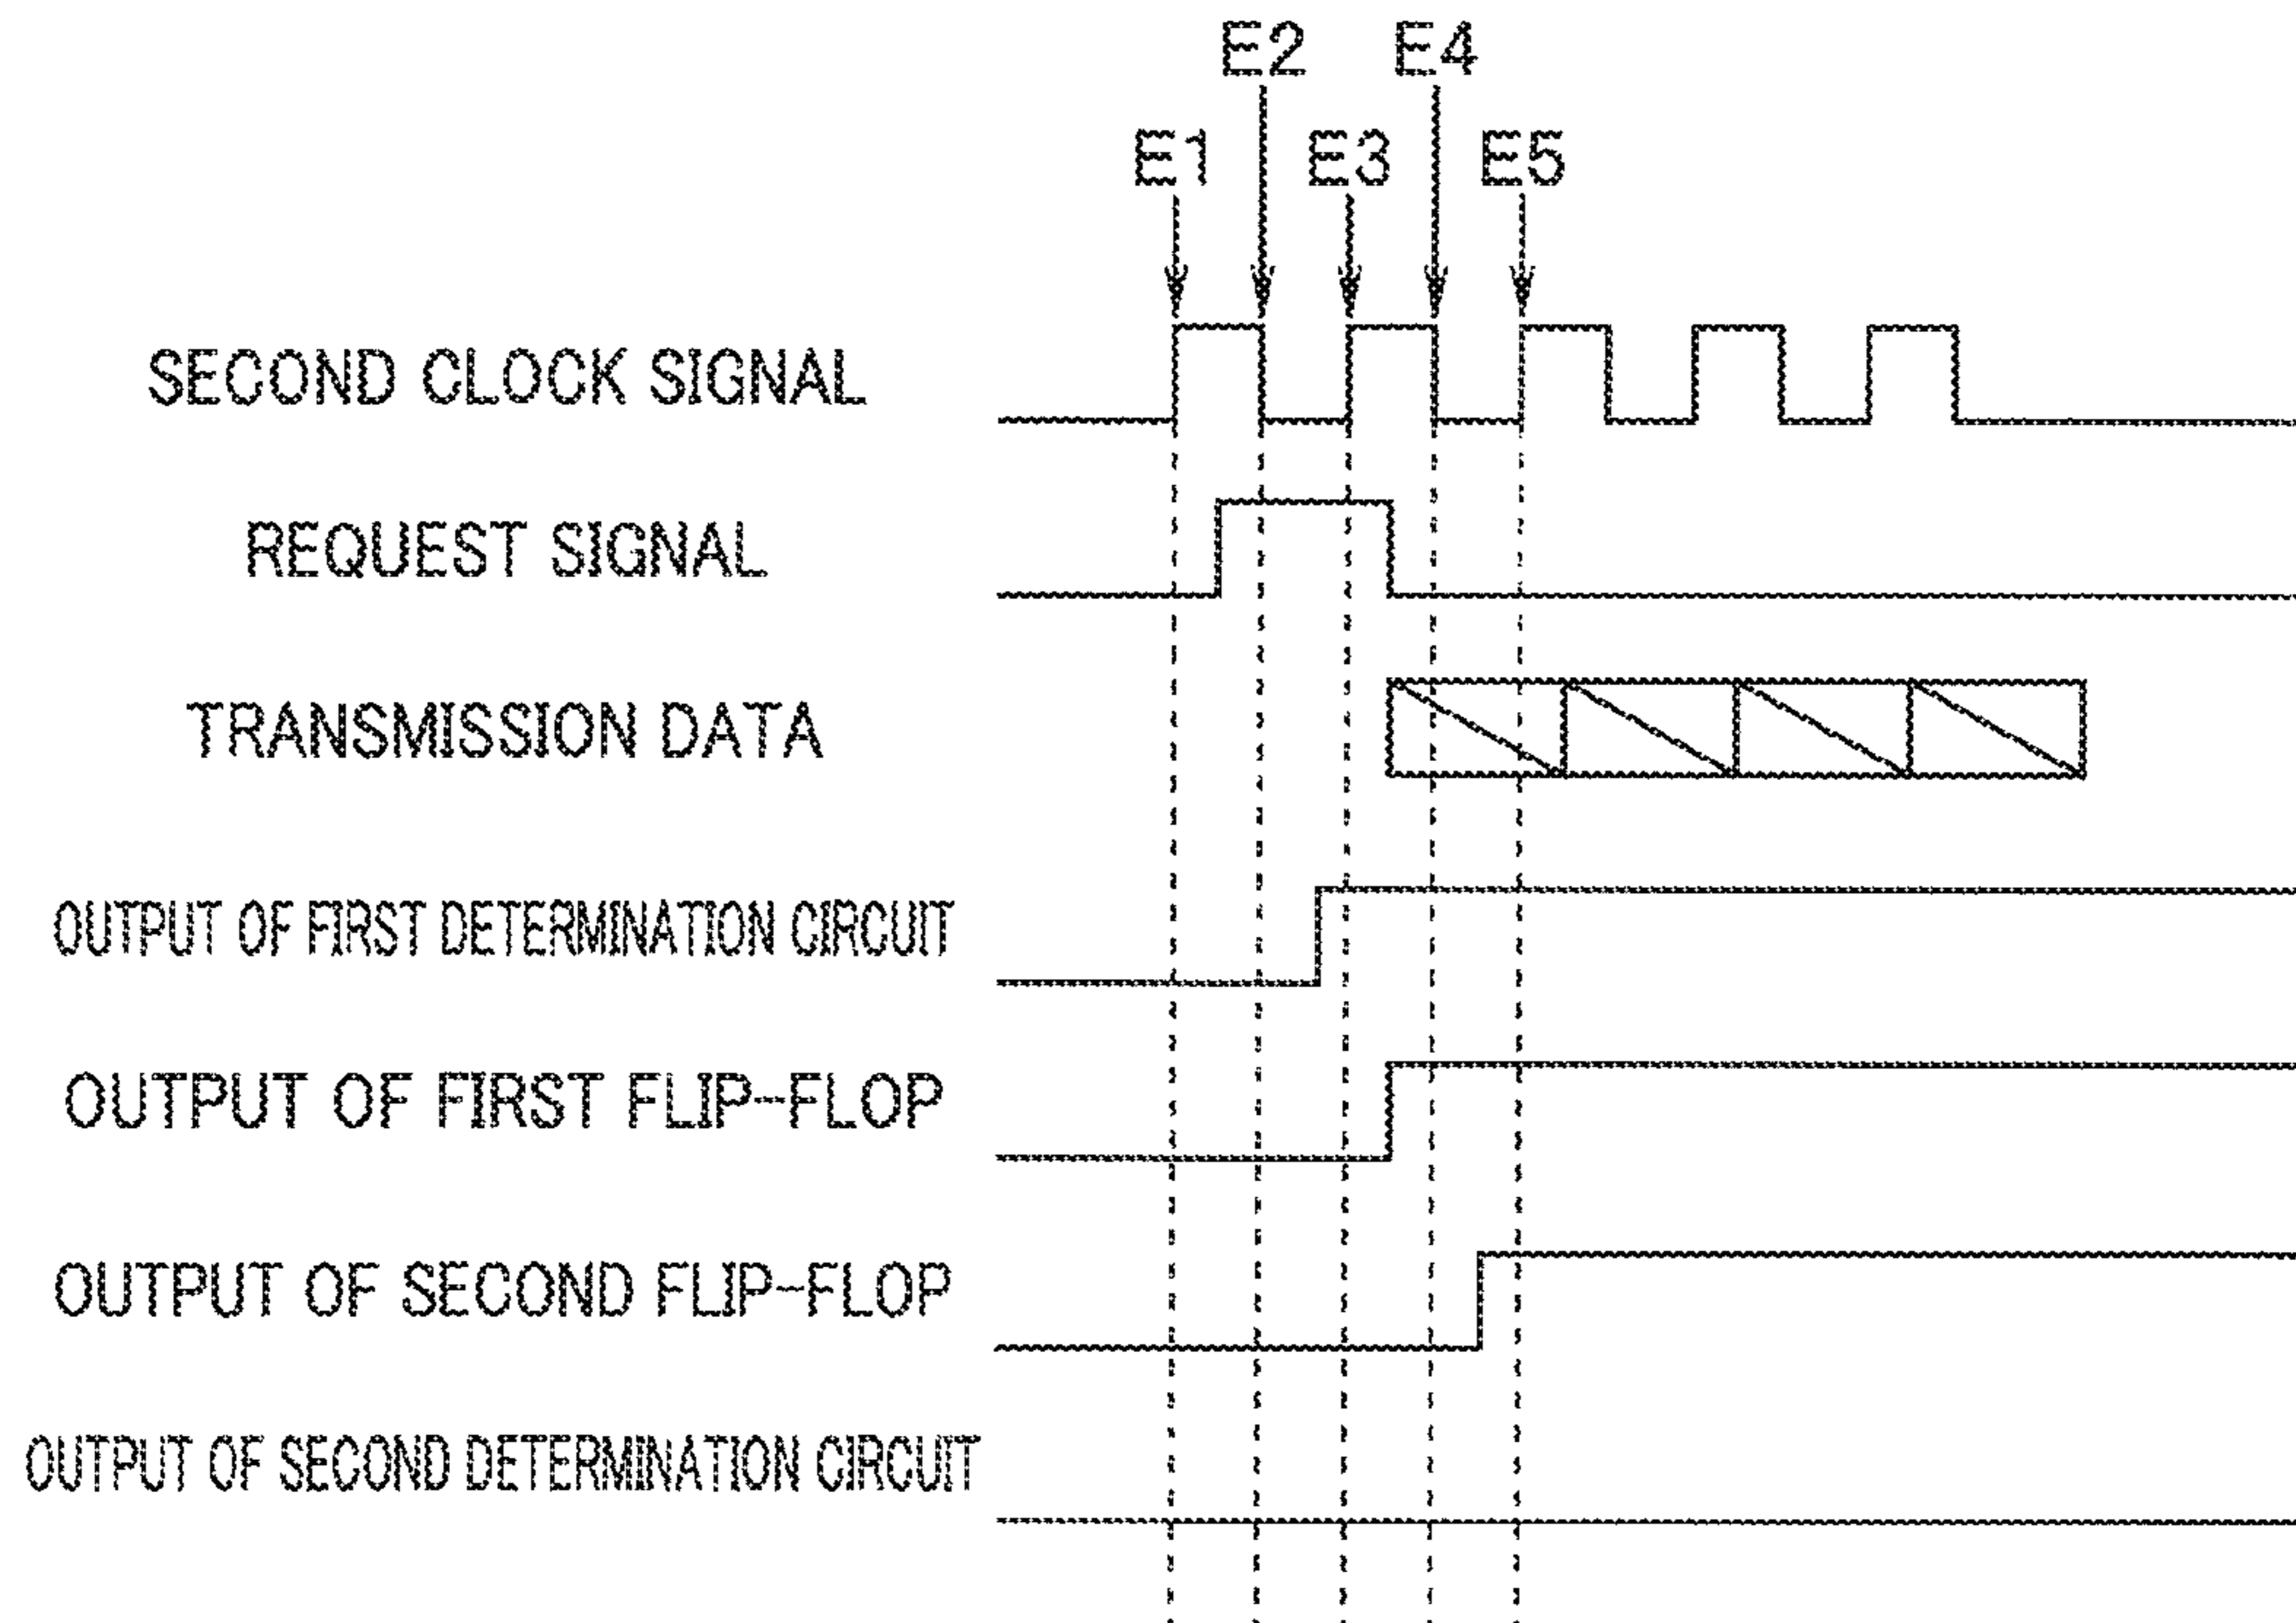 E2 E4
E1 E3 E5
SECOND CLOCK SIGNAL
REQUEST SIGNAL
TRANSMISSION DATA
OUTPUT OF FIRST DETERMINATION CIRCUIT
OUTPUT OF FIRST FLIP-FLOP
OUTPUT OF SECOND FLIP-FLOP
OUTPUT OF SECOND DETERMINATION CIRCUIT